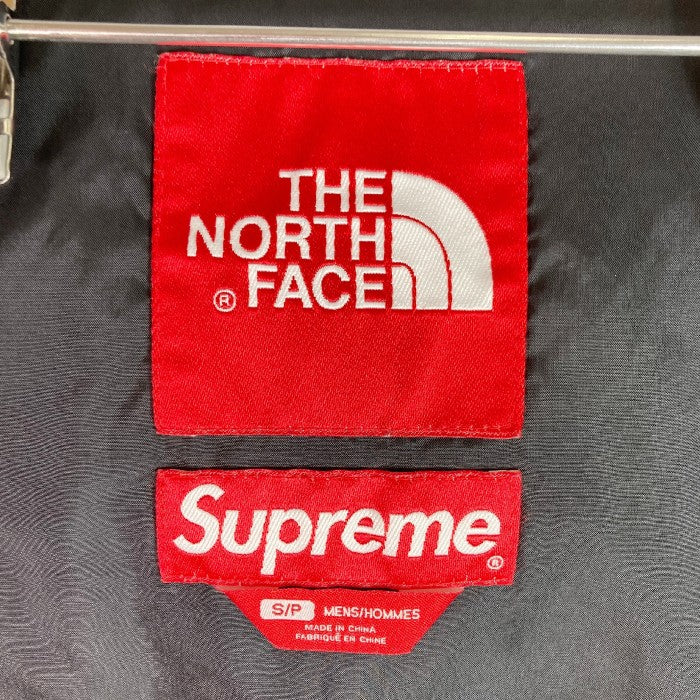 THE
NORTH
® FACE
Supreme
®
S/P MENS/HOMMES
MADE IN CHINA
FABRIQUÉ EN CHINE